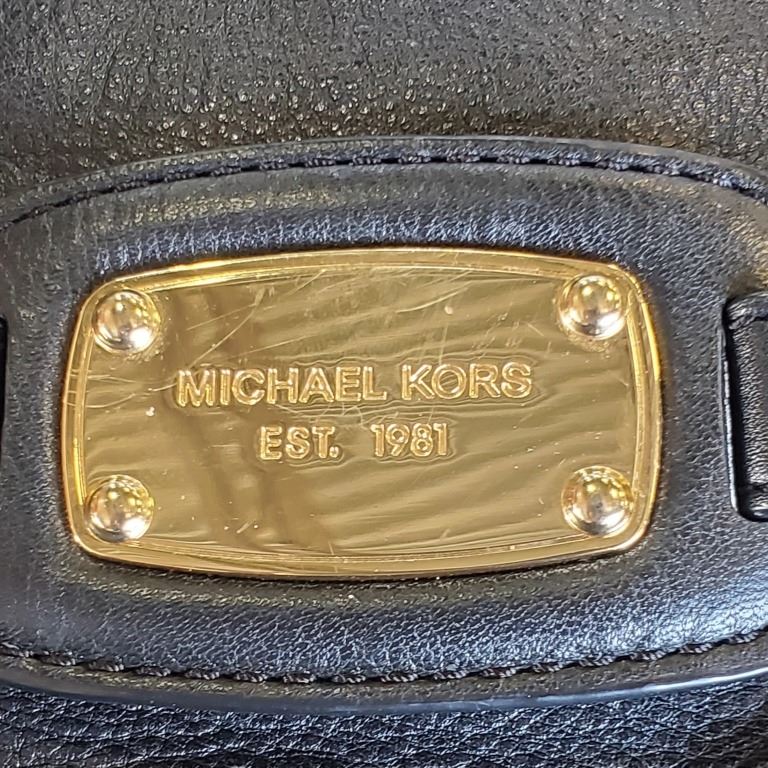 MICHAEL KORS
EST. 1981